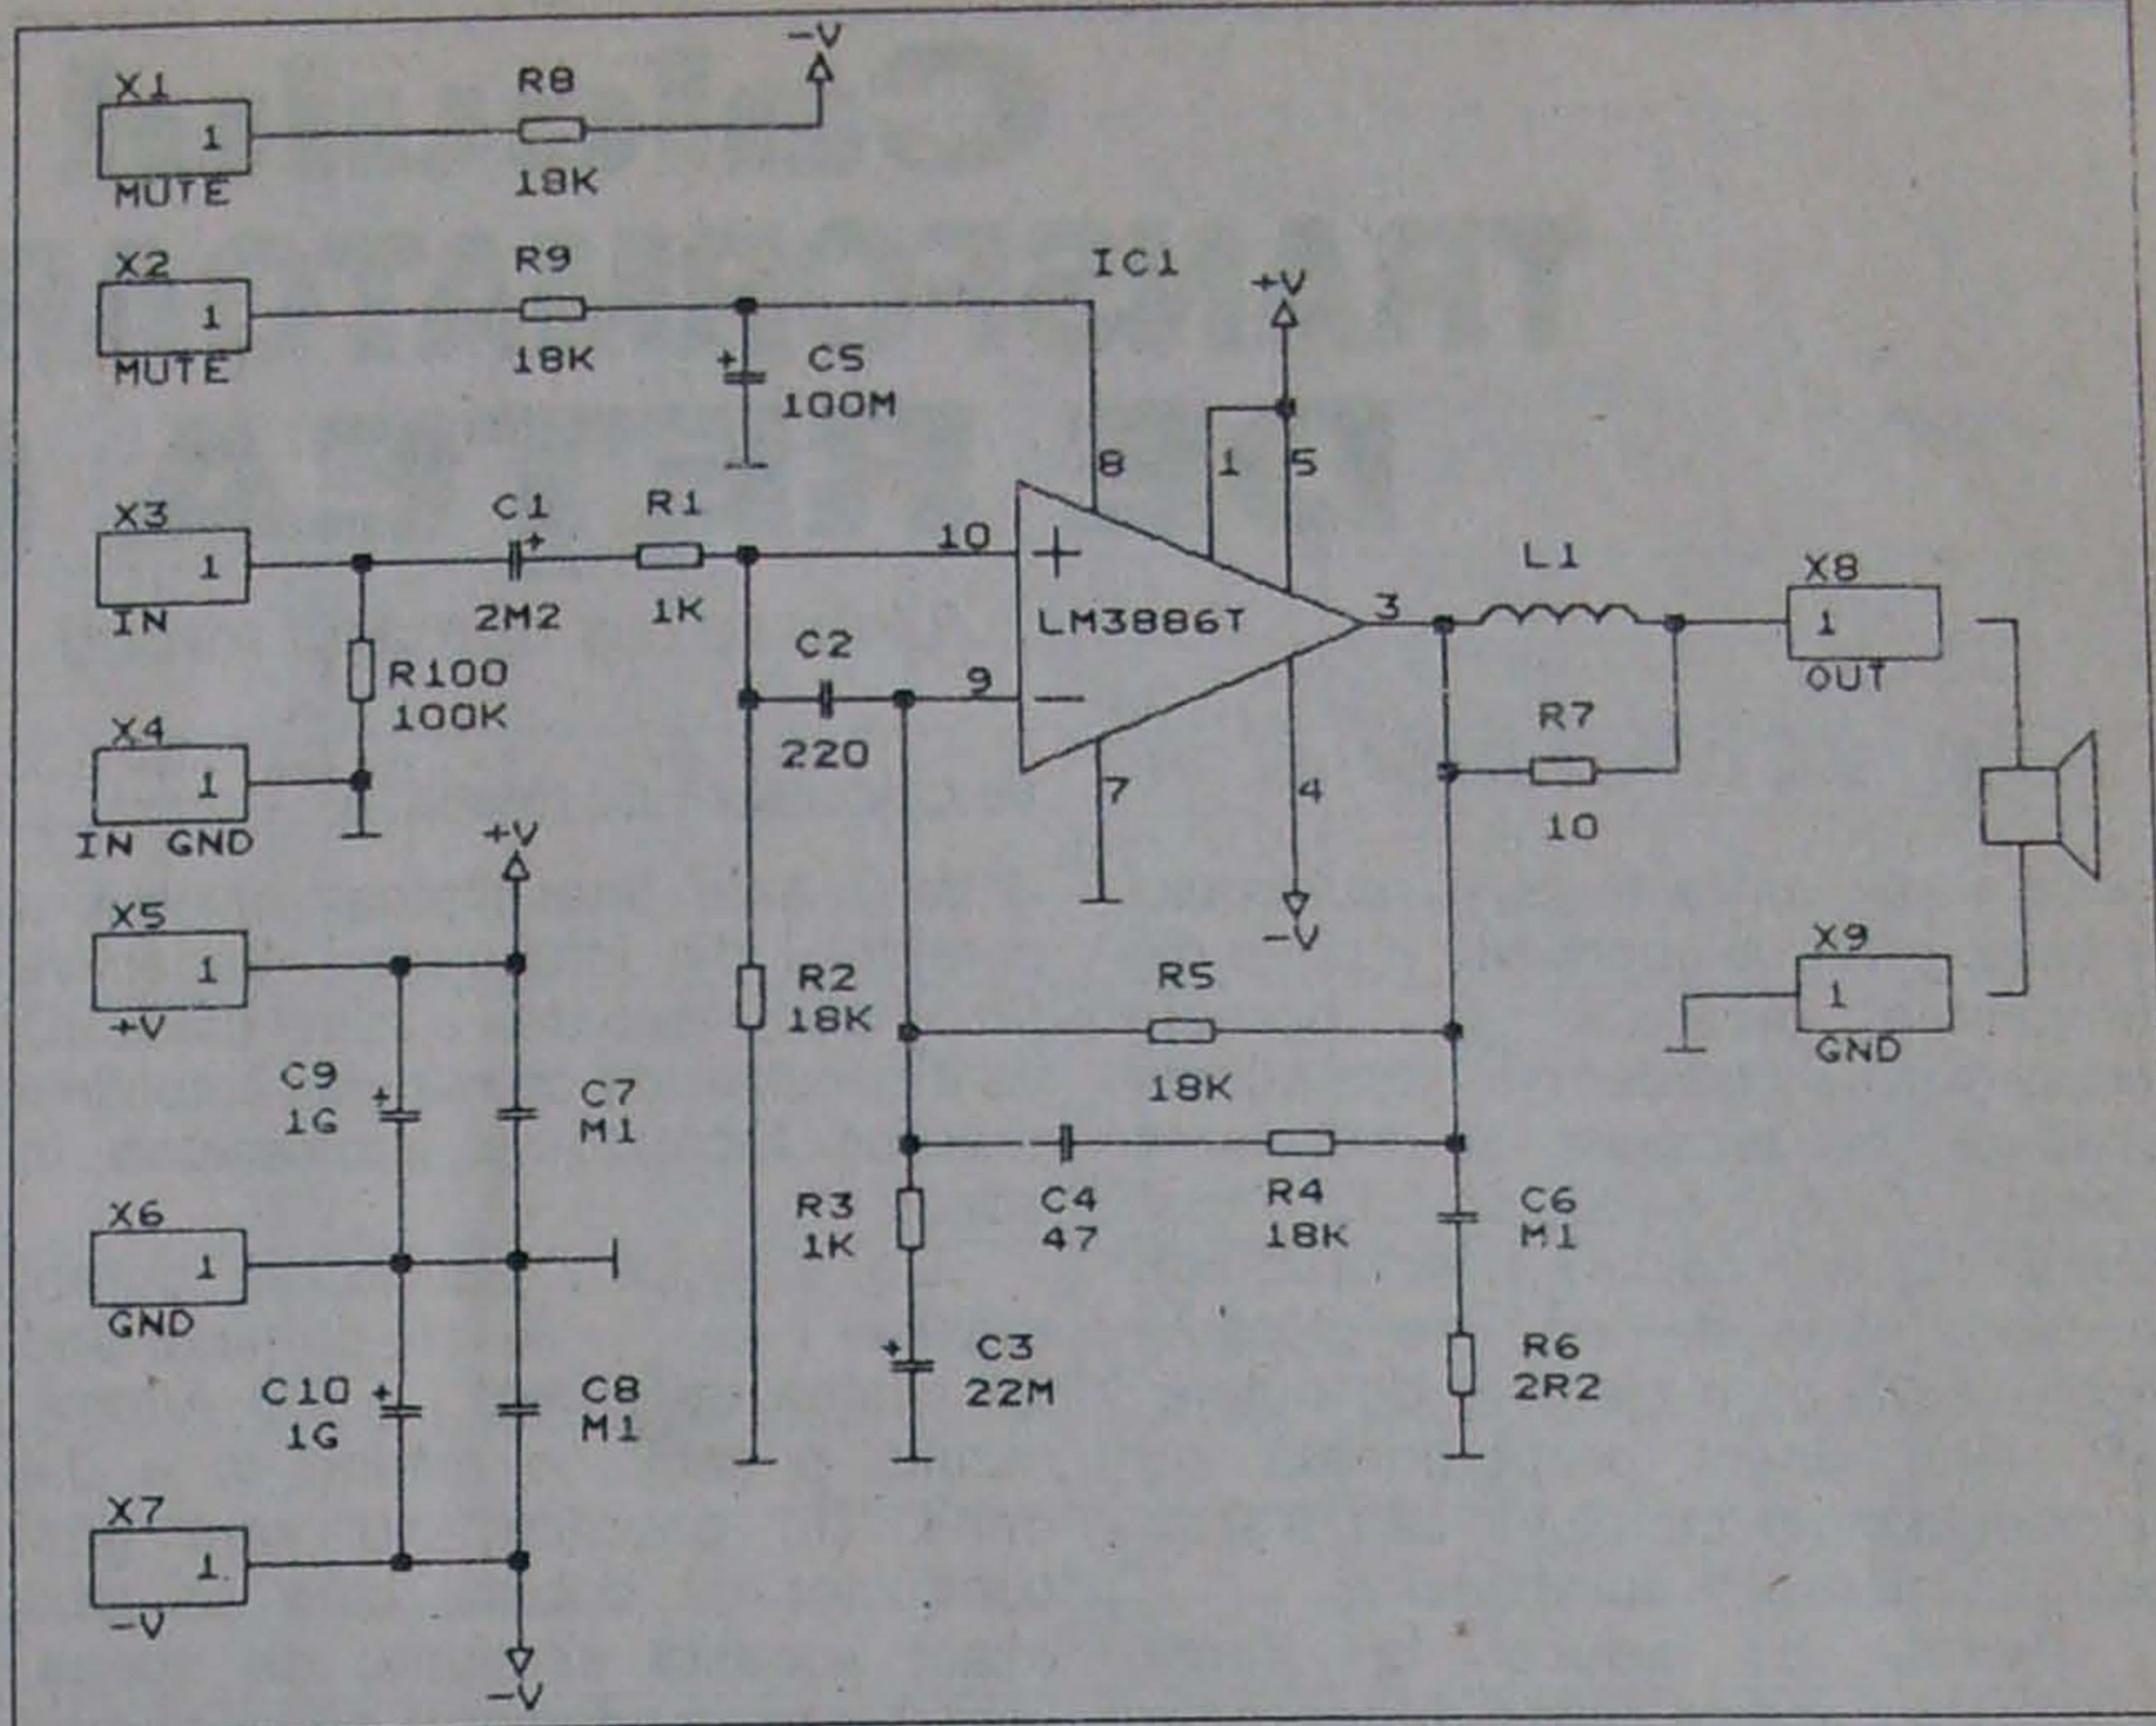 -V
X1
R8
1
18K
MUTE
X2
R9
IC1
+V
1
18K
MUTE
+
C5
100M
8
1
5
X3
C1
+
R1
10
1
2M2
1K
IN
+
LM3886T
3
L1
X8
1
OUT
R100
100K
C2
220
9
−
X4
1
IN GND
R7
10
7
4
-V
+V
X5
1
+V
R2
18K
R5
18K
X9
1
GND
C9
1G
+
C7
M1
R3
1K
C4
47
R4
18K
C6
M1
X6
1
GND
+
C3
22M
R6
2R2
C10
1G
+
C8
M1
X7
1
-V
-V